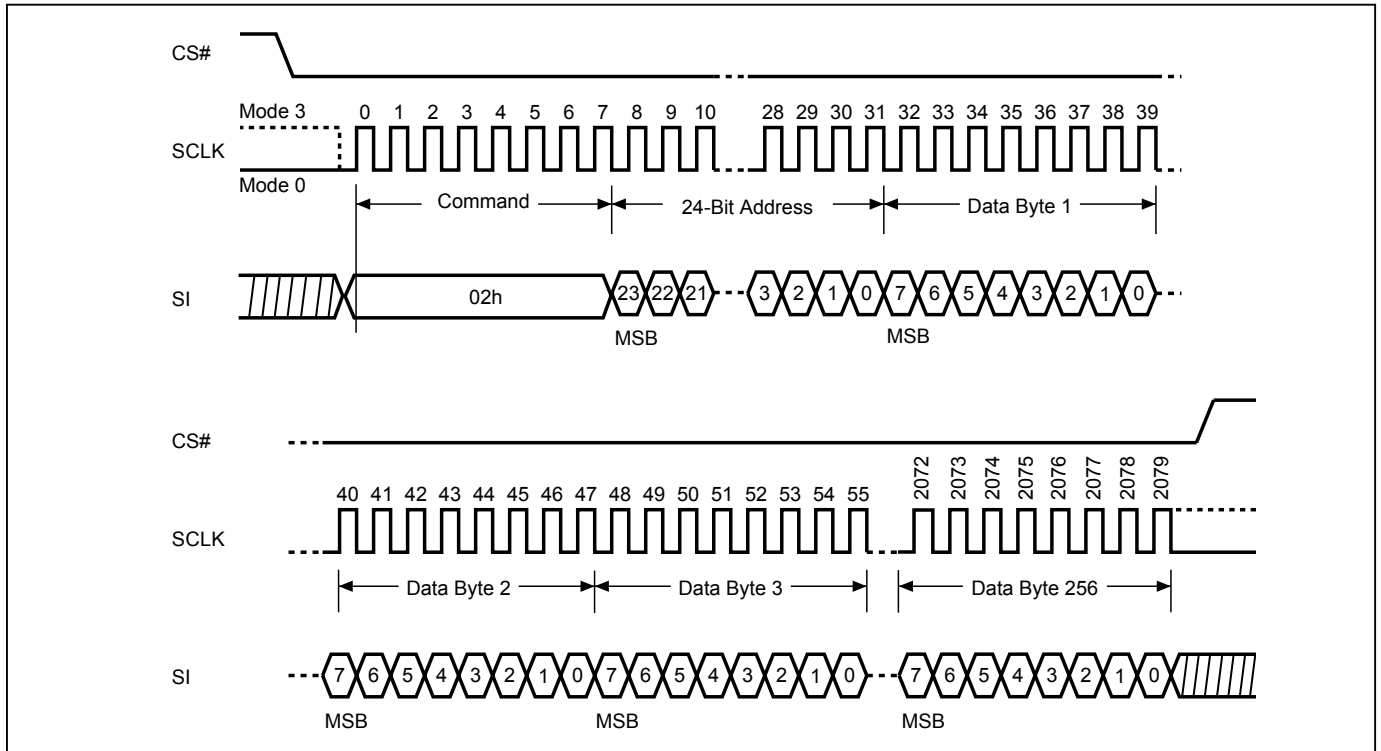 CS#
Mode 3
0 1 2 3 4 5 6 7 8 9 10 28 29 30 31 32 33 34 35 36 37 38 39
SCLK
Mode 0
Command 24-Bit Address Data Byte 1
SI 02h 23 22 21 3 2 1 0 7 6 5 4 3 2 1 0
MSB MSB
CS#
40 41 42 43 44 45 46 47 48 49 50 51 52 53 54 55 2072 2073 2074 2075 2076 2077 2078 2079
SCLK
Data Byte 2 Data Byte 3 Data Byte 256
SI 7 6 5 4 3 2 1 0 7 6 5 4 3 2 1 0 7 6 5 4 3 2 1 0
MSB MSB MSB